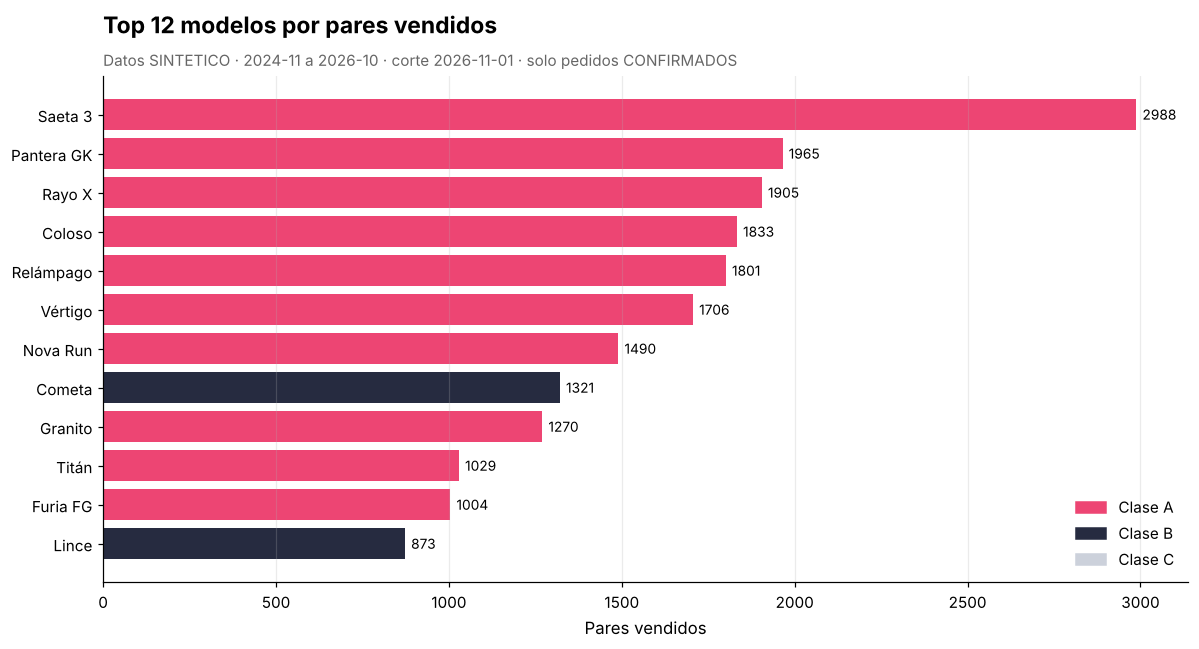 Top 12 modelos por pares vendidos
Datos SINTETICO · 2024-11 a 2026-10 · corte 2026-11-01 · solo pedidos CONFIRMADOS
Saeta 3 2988
Pantera GK 1965
Rayo X 1905
Coloso 1833
Relámpago 1801
Vértigo 1706
Nova Run 1490
Cometa 1321
Granito 1270
Titán 1029
Furia FG 1004
Lince 873
Clase A
Clase B
Clase C
0 500 1000 1500 2000 2500 3000
Pares vendidos